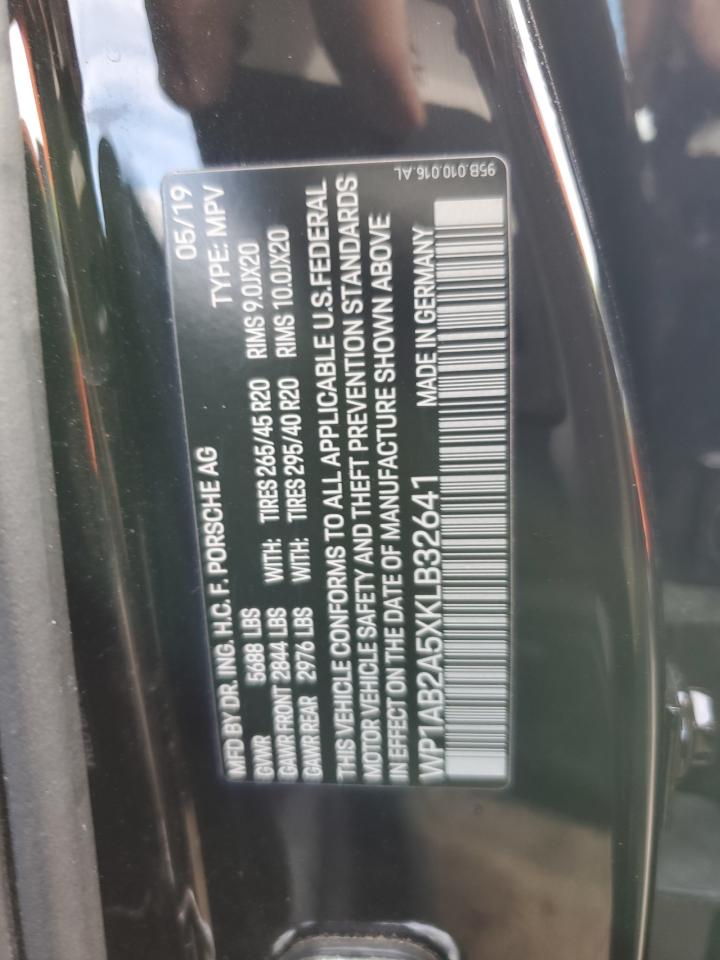 MFD BY DR. ING. H.C. F. PORSCHE AG 05/19
GVWR 5688 LBS TYPE: MPV
GAWR FRONT 2844 LBS WITH: TIRES 265/45 R20 RIMS 9.0JX20
GAWR REAR 2976 LBS WITH: TIRES 295/40 R20 RIMS 10.0JX20
THIS VEHICLE CONFORMS TO ALL APPLICABLE U.S.FEDERAL
MOTOR VEHICLE SAFETY AND THEFT PREVENTION STANDARDS
IN EFFECT ON THE DATE OF MANUFACTURE SHOWN ABOVE
WP1AB2A5XKLB32641 MADE IN GERMANY
95B.010.016.AL